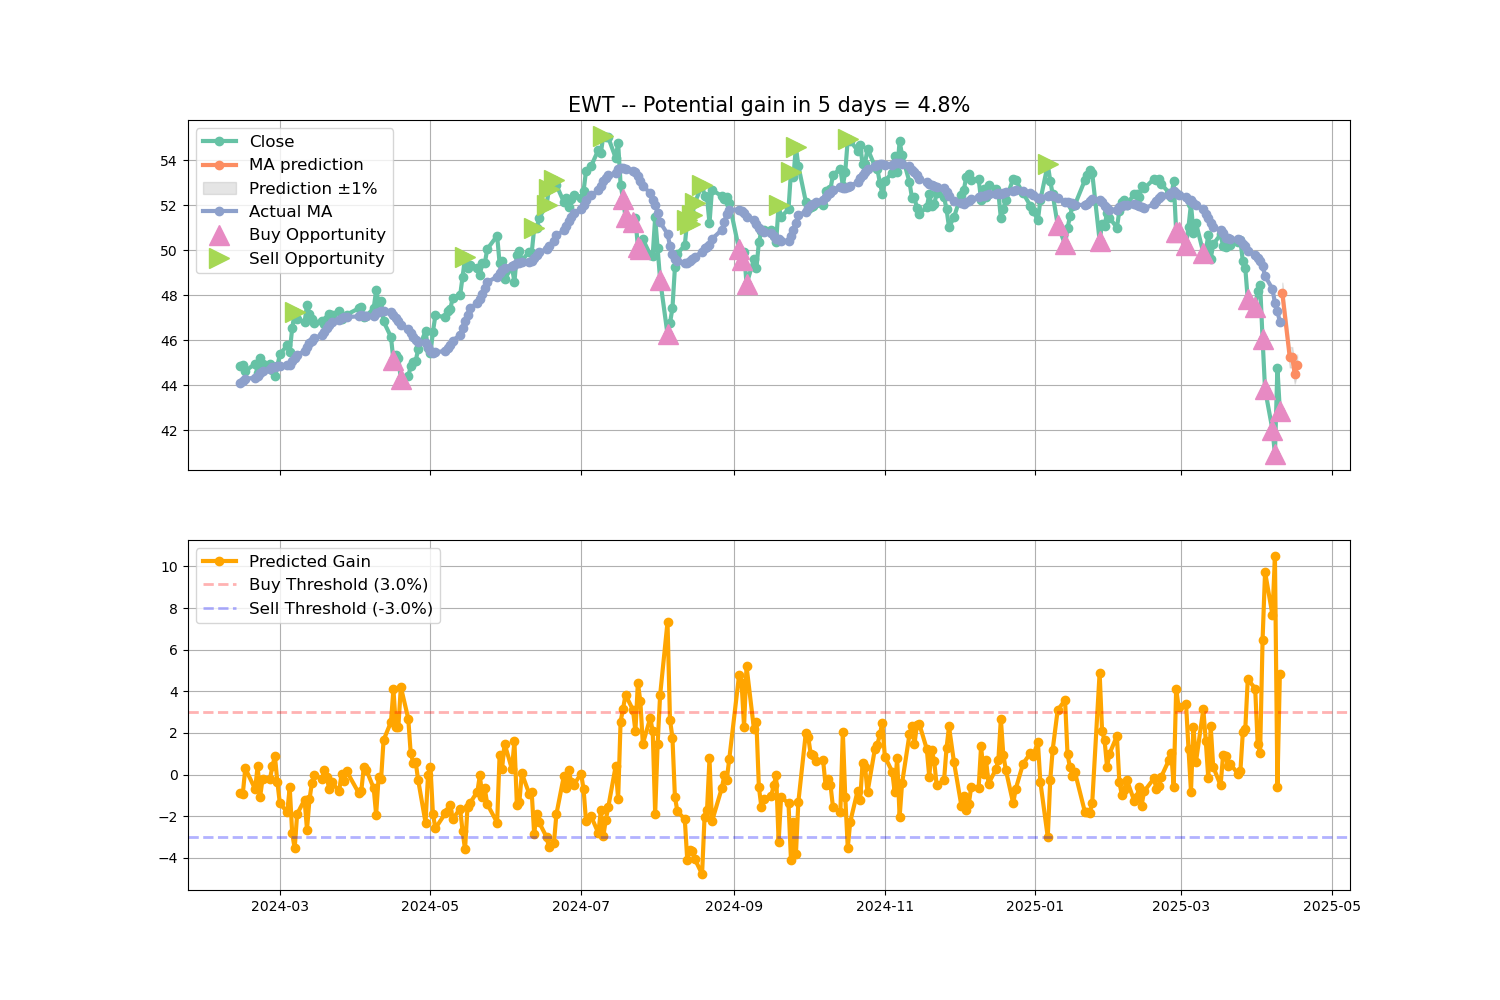 EWT -- Potential gain in 5 days = 4.8%
Close
MA prediction
Prediction ±1%
Actual MA
Buy Opportunity
Sell Opportunity
54
52
50
48
46
44
42
Predicted Gain
Buy Threshold (3.0%)
Sell Threshold (-3.0%)
10
8
6
4
2
0
−2
−4
2024-03
2024-05
2024-07
2024-09
2024-11
2025-01
2025-03
2025-05